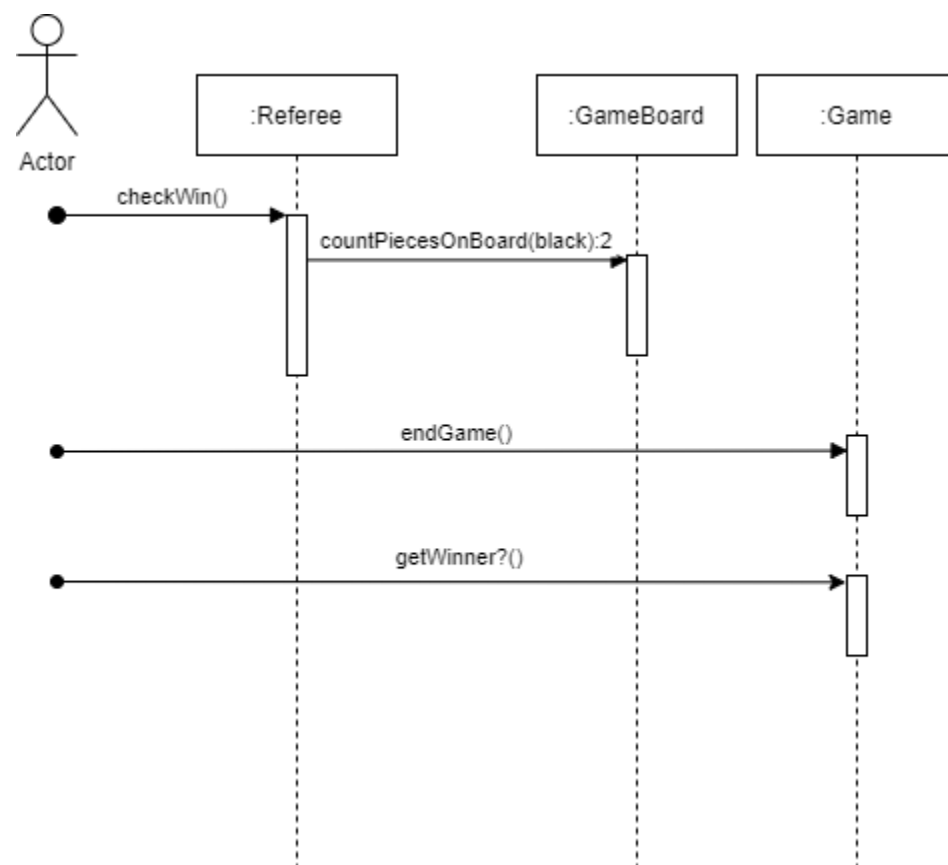 :Referee
:GameBoard
:Game
Actor
checkWin()
countPiecesOnBoard(black):2
endGame()
getWinner?()